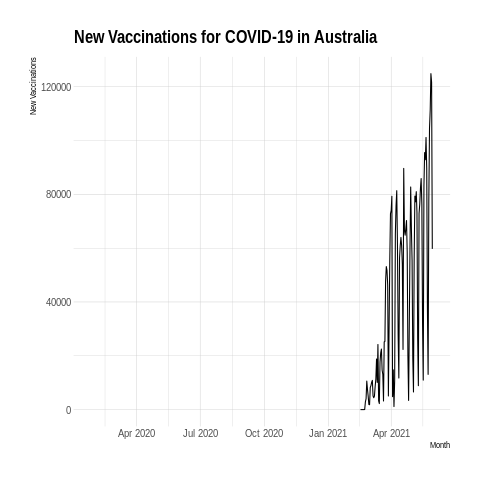 New Vaccinations for COVID-19 in Australia
New Vaccinations
120000
80000
40000
0
Apr 2020 Jul 2020 Oct 2020 Jan 2021 Apr 2021
Month